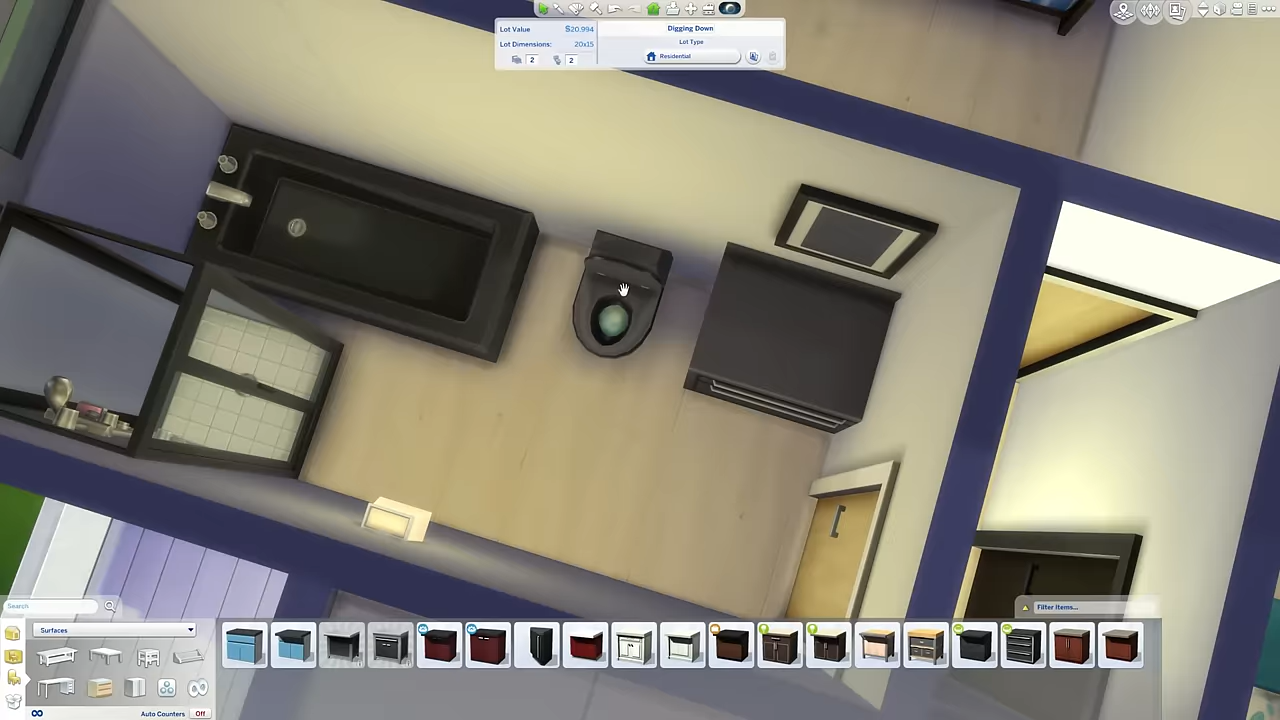 Lot Value
$20,994
Digging Down
Lot Dimensions:
20x15
Lot Type
2
2
Residential
Search
Filter Items...
Surfaces
Auto Counters
Off